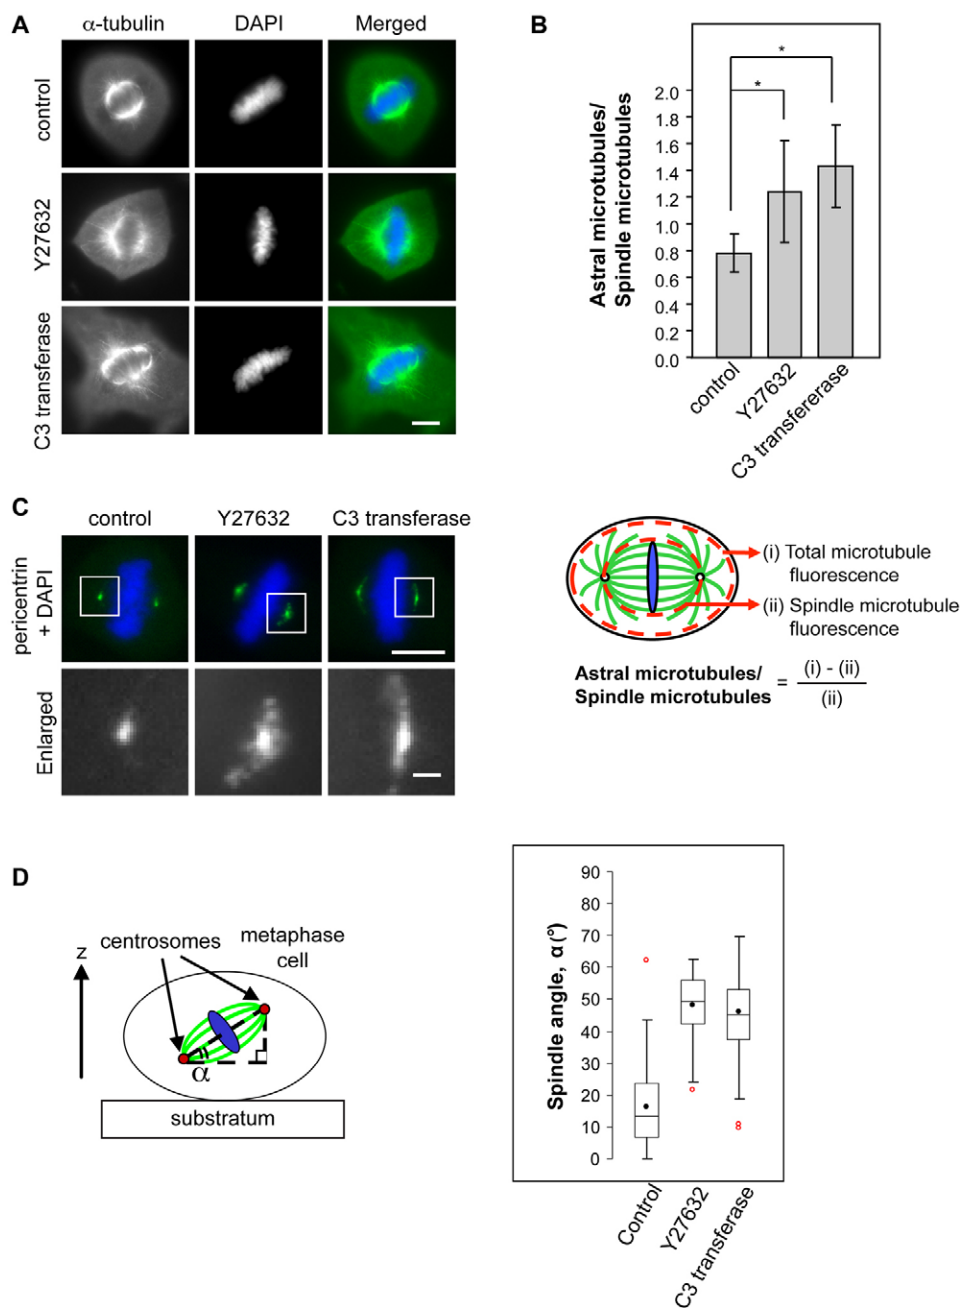 A
α-tubulin
DAPI
Merged
control
Y27632
C3 transferase
B
Astral microtubules/
Spindle microtubules
2.0
1.8
1.6
1.4
1.2
1.0
0.8
0.6
0.4
0.2
0.0
*
*
control
Y27632
C3 transfererase
C
control
Y27632
C3 transferase
pericentrin
+ DAPI
Enlarged
(i) Total microtubule
fluorescence
(ii) Spindle microtubule
fluorescence
Astral microtubules/
Spindle microtubules
=
(i) - (ii)
(ii)
D
z
centrosomes
metaphase
cell
α
substratum
Spindle angle, α(°)
90
80
70
60
50
40
30
20
10
0
Control
Y27632
C3 transferase